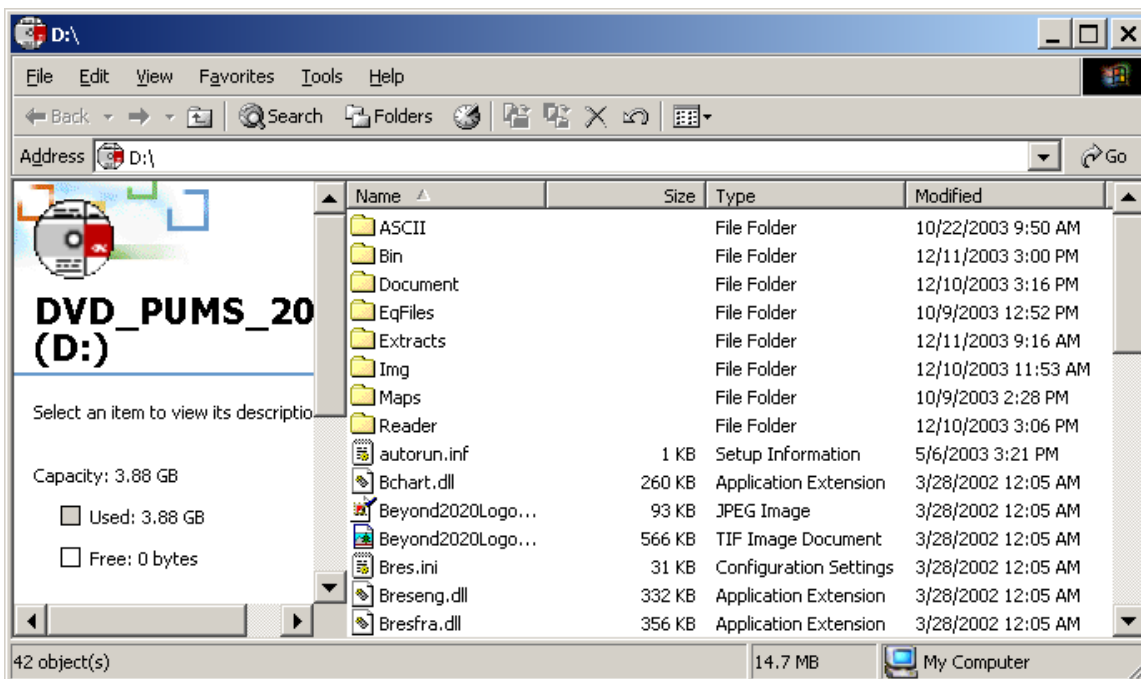 D:\
File Edit View Favorites Tools Help
Back Search Folders
Address D:\ Go
DVD_PUMS_20
(D:)
Select an item to view its descriptio
Capacity: 3.88 GB
Used: 3.88 GB
Free: 0 bytes
Name Size Type Modified
ASCII File Folder 10/22/2003 9:50 AM
Bin File Folder 12/11/2003 3:00 PM
Document File Folder 12/10/2003 3:16 PM
EqFiles File Folder 10/9/2003 12:52 PM
Extracts File Folder 12/11/2003 9:16 AM
Img File Folder 12/10/2003 11:53 AM
Maps File Folder 10/9/2003 2:28 PM
Reader File Folder 12/10/2003 3:06 PM
autorun.inf 1 KB Setup Information 5/6/2003 3:21 PM
Bchart.dll 260 KB Application Extension 3/28/2002 12:05 AM
Beyond2020Logo... 93 KB JPEG Image 3/28/2002 12:05 AM
Beyond2020Logo... 566 KB TIF Image Document 3/28/2002 12:05 AM
Bres.ini 31 KB Configuration Settings 3/28/2002 12:05 AM
Breseng.dll 332 KB Application Extension 3/28/2002 12:05 AM
Bresfra.dll 356 KB Application Extension 3/28/2002 12:05 AM
42 object(s) 14.7 MB My Computer